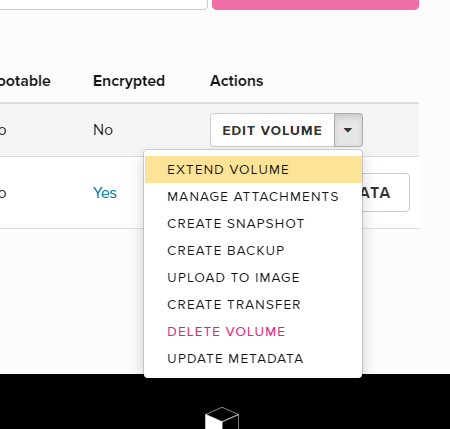 ootable Encrypted Actions
o No EDIT VOLUME
EXTEND VOLUME
MANAGE ATTACHMENTS
o Yes ATA
CREATE SNAPSHOT
CREATE BACKUP
UPLOAD TO IMAGE
CREATE TRANSFER
DELETE VOLUME
UPDATE METADATA